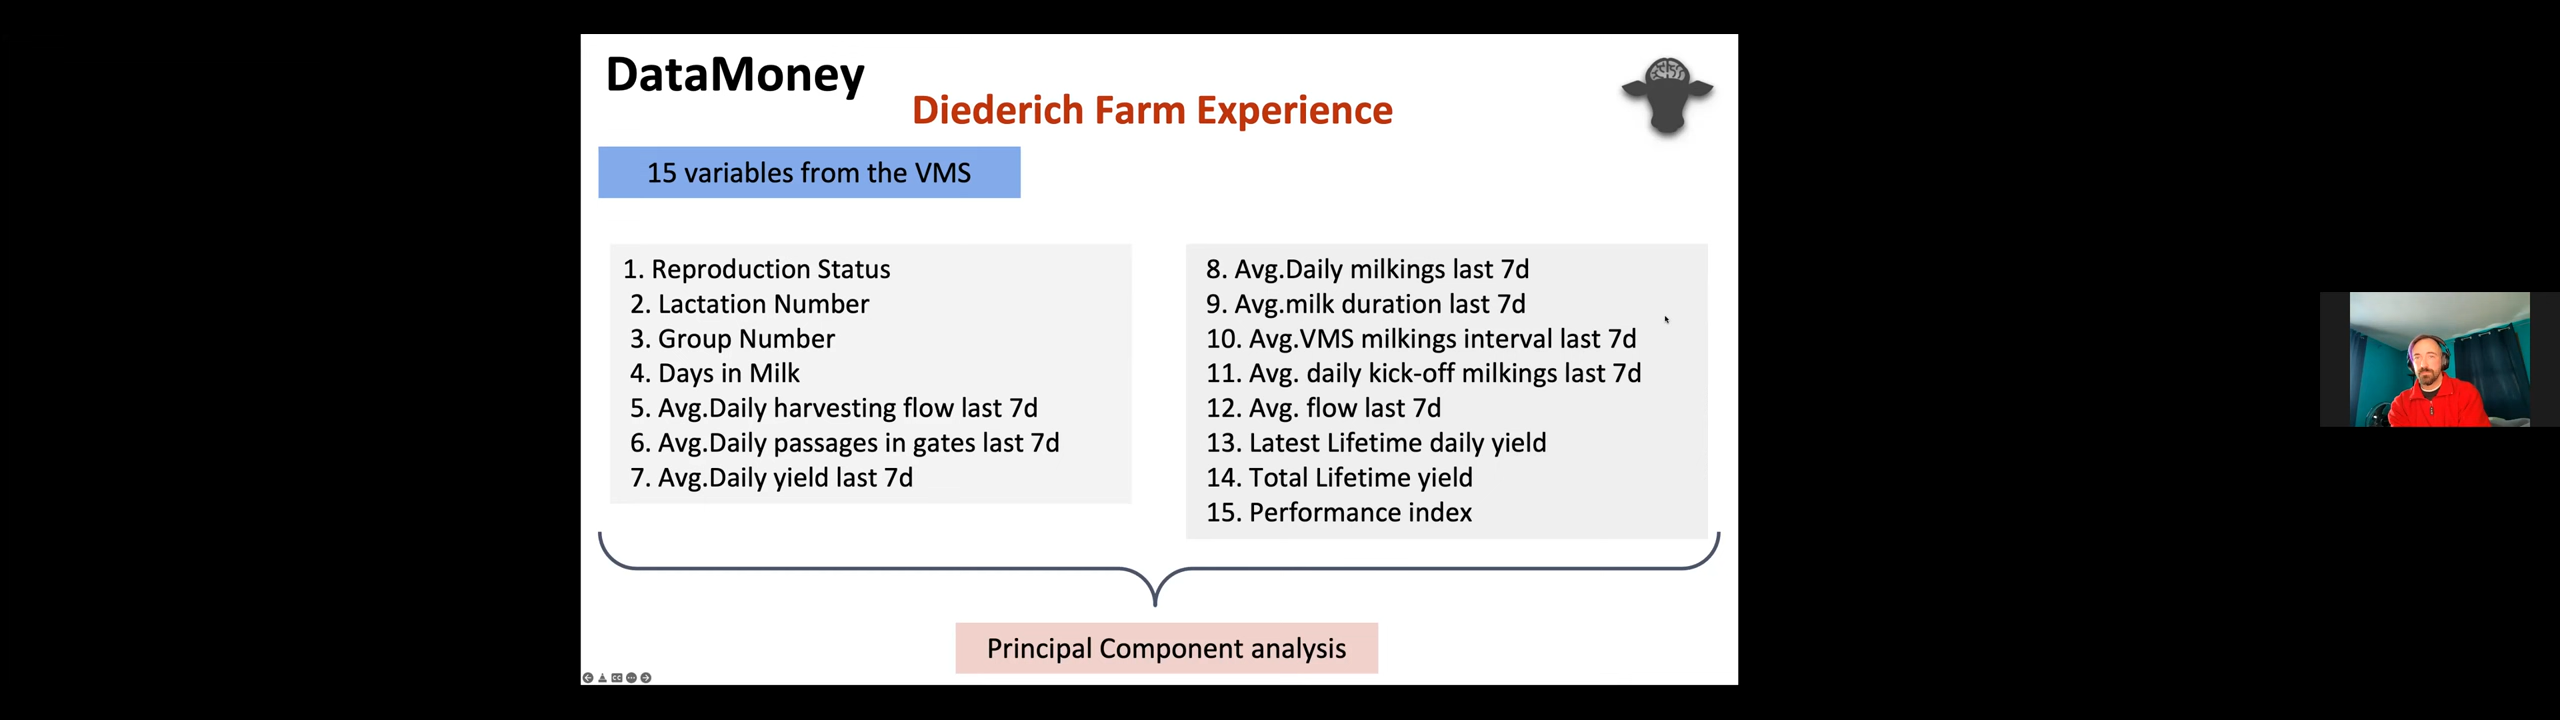 DataMoney
Diederich Farm Experience
15 variables from the VMS
1. Reproduction Status
2. Lactation Number
3. Group Number
4. Days in Milk
5. Avg.Daily harvesting flow last 7d
6. Avg.Daily passages in gates last 7d
7. Avg.Daily yield last 7d
8. Avg.Daily milkings last 7d
9. Avg.milk duration last 7d
10. Avg.VMS milkings interval last 7d
11. Avg. daily kick-off milkings last 7d
12. Avg. flow last 7d
13. Latest Lifetime daily yield
14. Total Lifetime yield
15. Performance index
Principal Component analysis